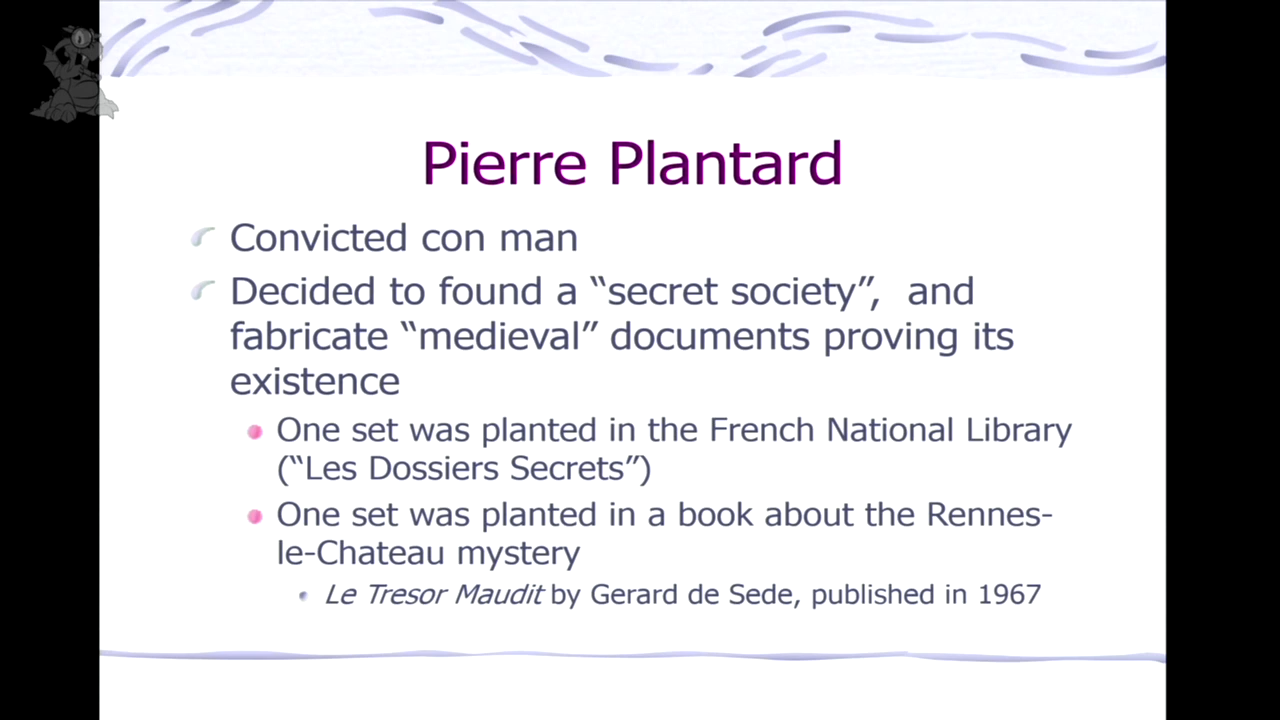 Pierre Plantard
Convicted con man
Decided to found a “secret society”, and
fabricate “medieval” documents proving its
existence
One set was planted in the French National Library
(“Les Dossiers Secrets”)
One set was planted in a book about the Rennes-
le-Chateau mystery
Le Tresor Maudit by Gerard de Sede, published in 1967